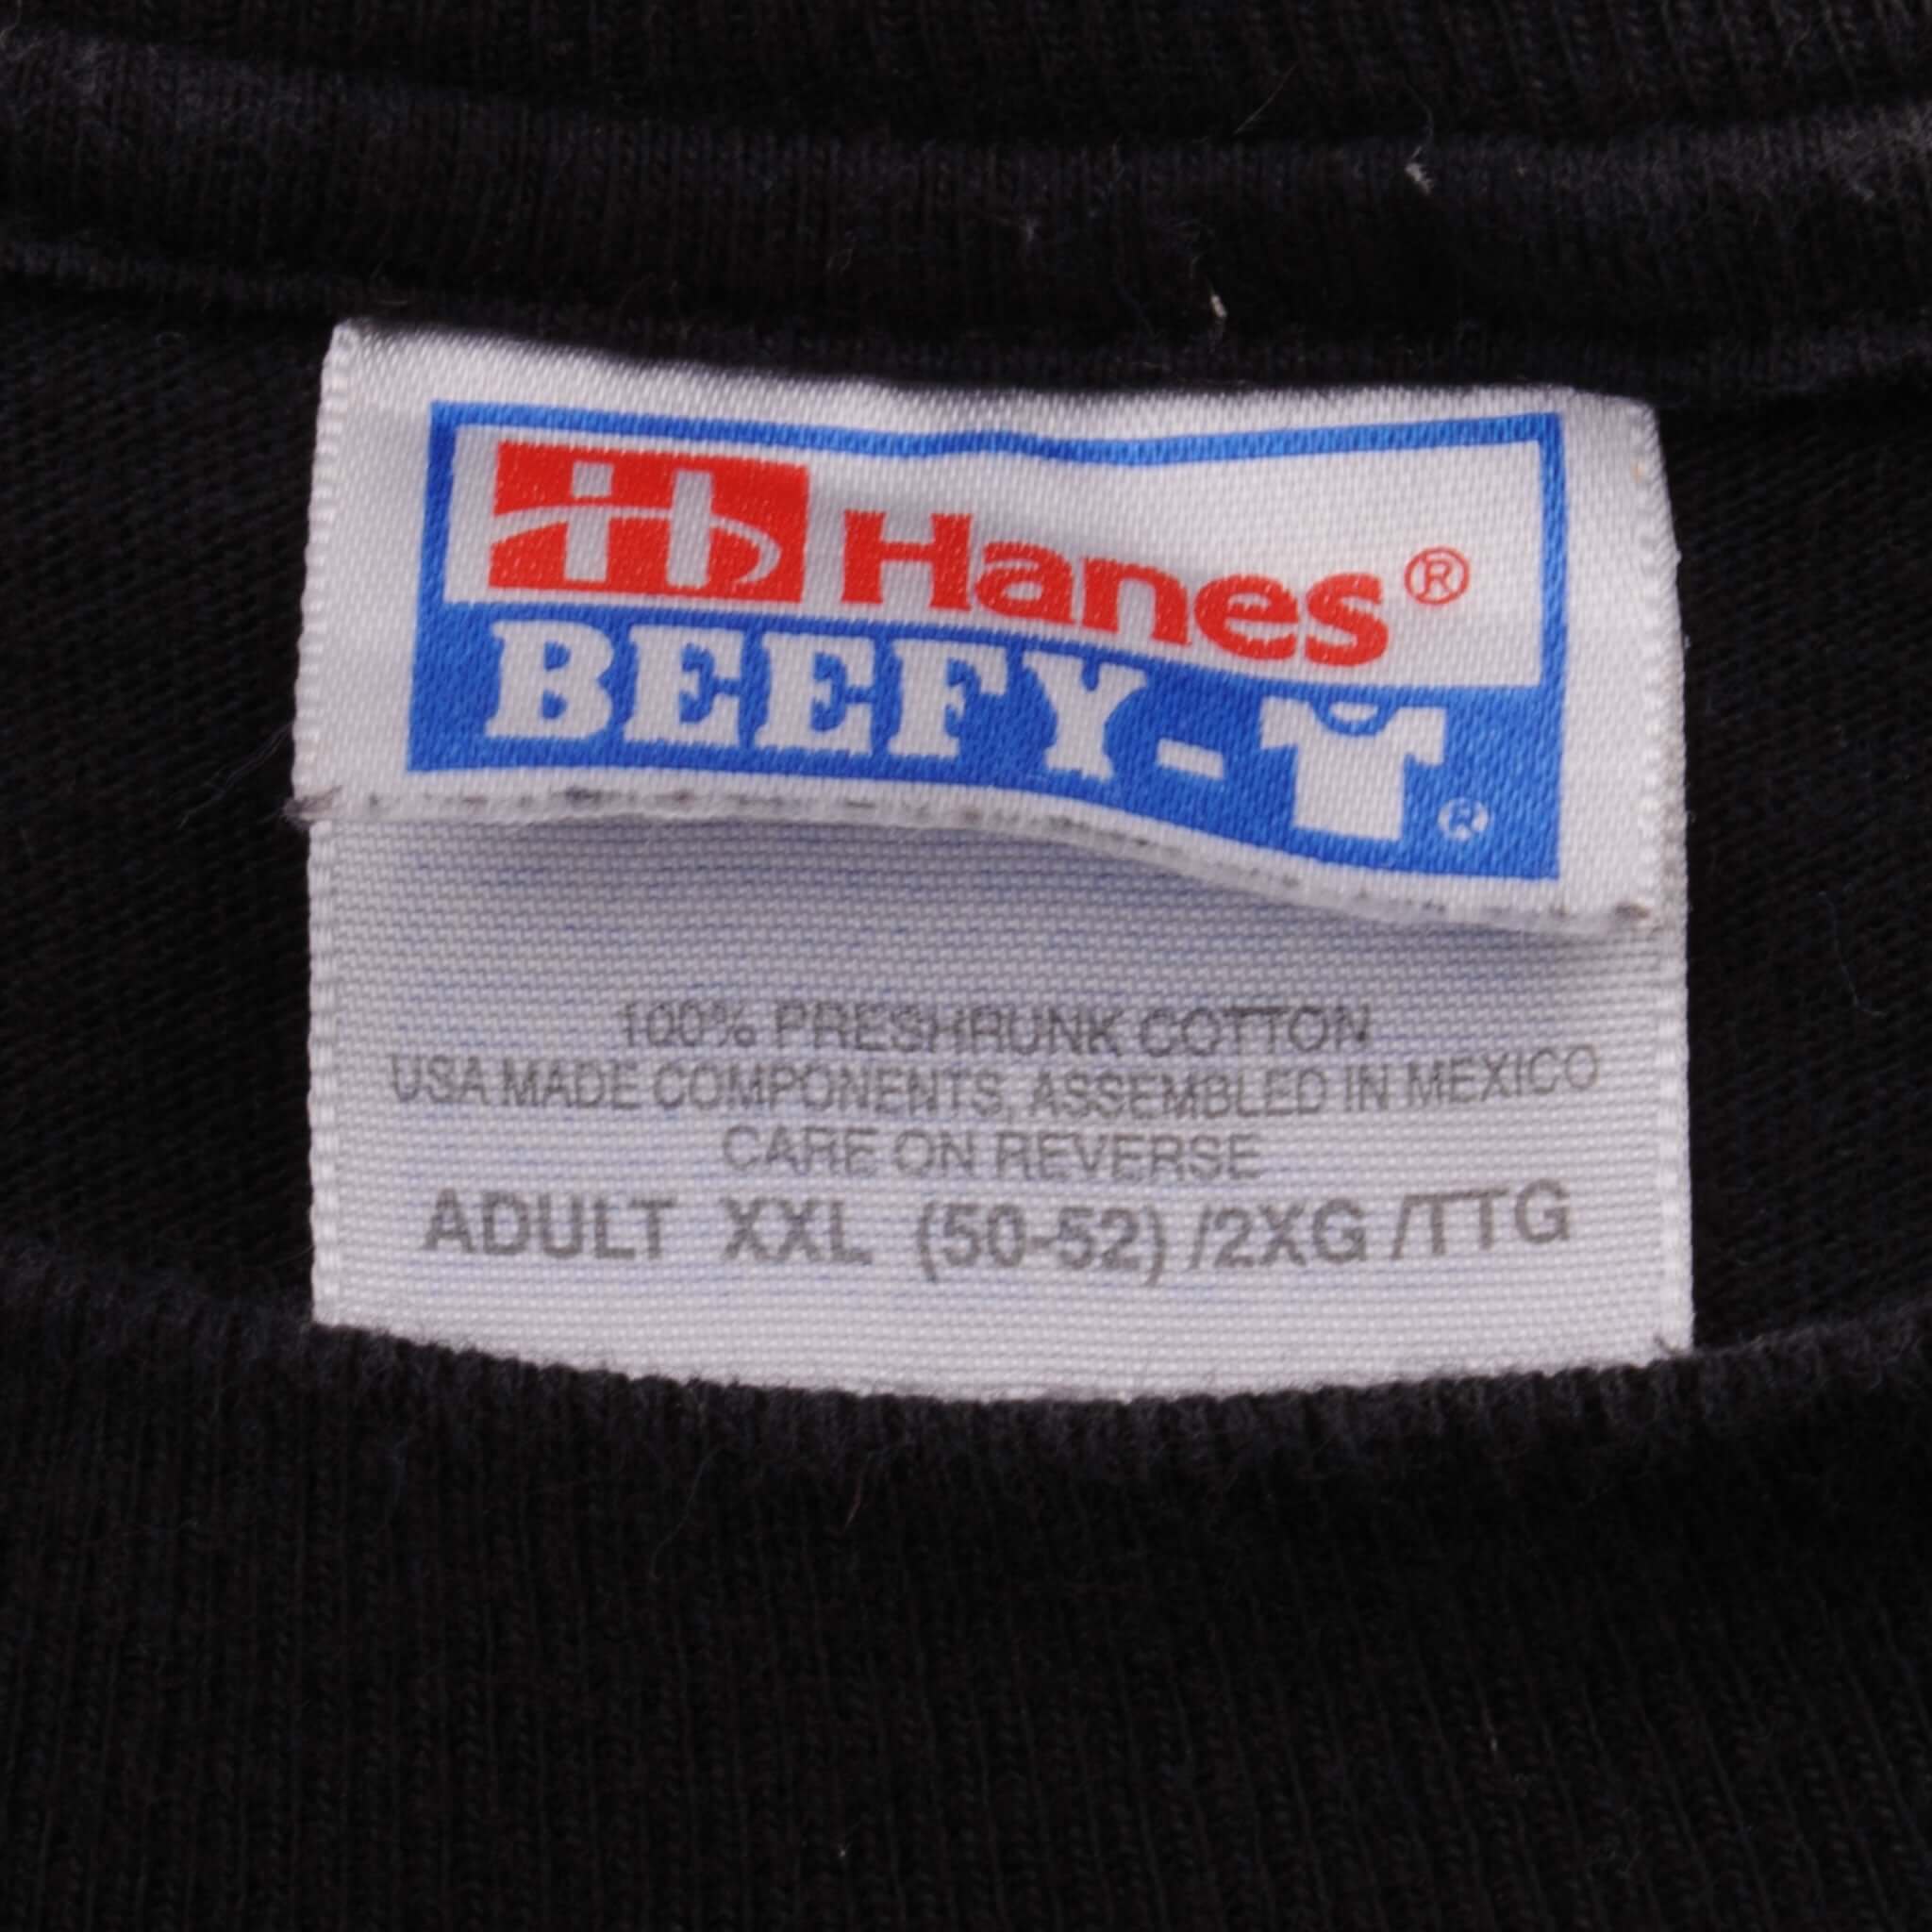 Hanes®
BEEFY-T®
100% PRESHRUNK COTTON
USA MADE COMPONENTS, ASSEMBLED IN MEXICO
CARE ON REVERSE
ADULT XXL (50-52) /2XG /TTG